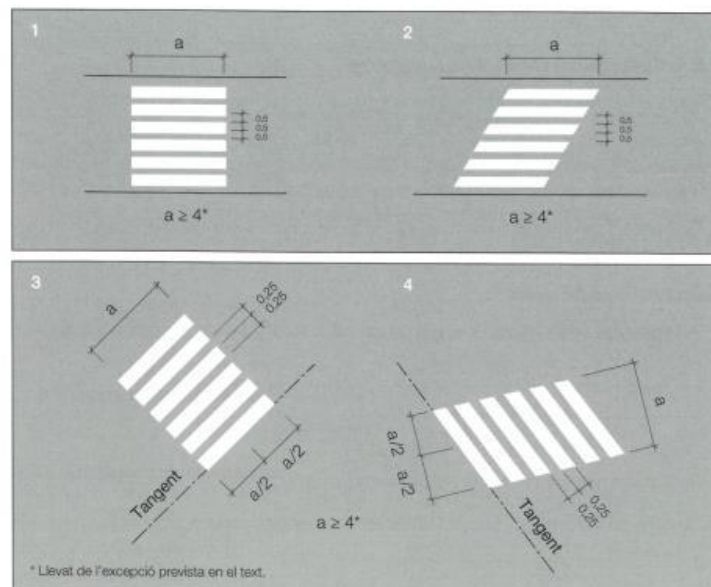 1
a
0,5
0,5
0,5
a ≥ 4*
2
a
0,5
0,5
0,5
a ≥ 4*
3
a
0,25
0,25
a/2
a/2
Tangent
a ≥ 4*
4
a
a/2
a/2
0,25
0,25
Tangent
* Llevat de l'excepció prevista en el text.